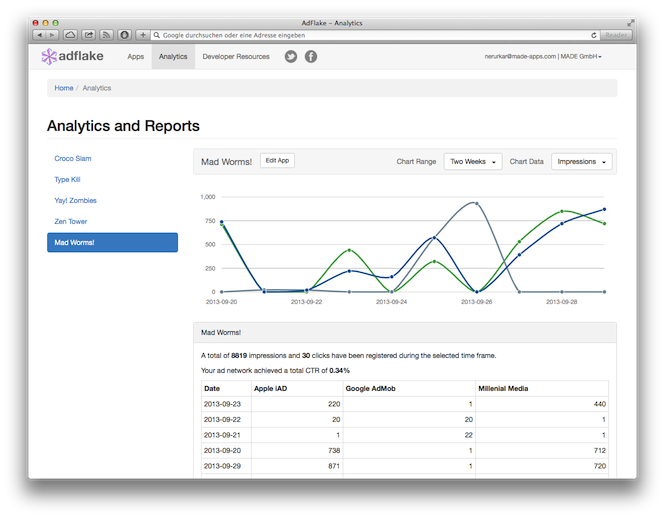 AdFlake – Analytics
Google durchsuchen oder eine Adresse eingeben
Reader
adflake Apps Analytics Developer Resources nerurkar@made-apps.com | MADE GmbH
Home / Analytics
Analytics and Reports
Croco Slam
Type Kill
Yay! Zombies
Zen Tower
Mad Worms!
Mad Worms! Edit App Chart Range Two Weeks Chart Data Impressions
1,000
750
500
250
0
2013-09-20 2013-09-22 2013-09-24 2013-09-26 2013-09-28
Mad Worms!
A total of 8819 impressions and 30 clicks have been registered during the selected time frame.
Your ad network achieved a total CTR of 0.34%
Date Apple iAD Google AdMob Millenial Media
2013-09-23 220 1 440
2013-09-22 20 20 1
2013-09-21 1 22 1
2013-09-20 738 1 712
2013-09-29 871 1 720